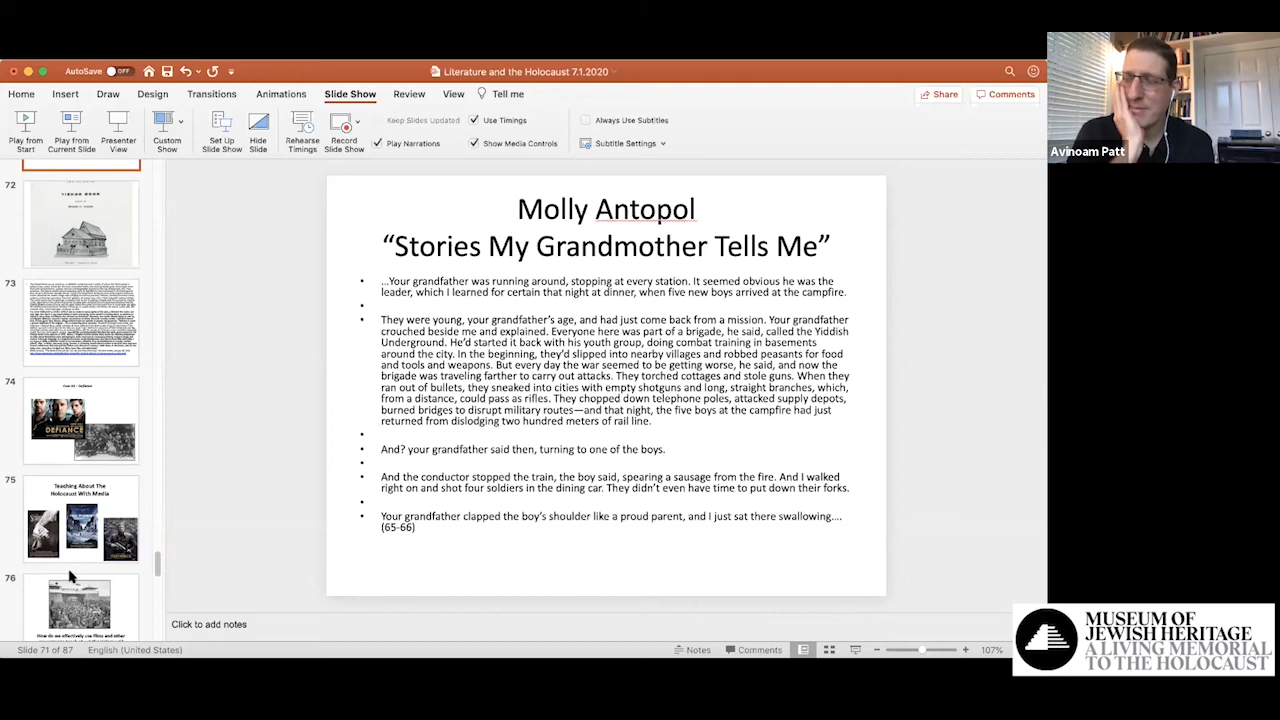 AutoSave OFF
Literature and the Holocaust 7.1.2020
Home Insert Draw Design Transitions Animations Slide Show Review View Tell me
Share Comments
Play from Start
Play from Current Slide
Presenter View
Custom Show
Set Up Slide Show
Hide Slide
Rehearse Timings
Record Slide Show
Keep Slides Updated
Use Timings
Play Narrations
Show Media Controls
Always Use Subtitles
Subtitle Settings
Avinoam Patt
72
73
74
DEFIANCE
75
Teaching About The
Holocaust With Media
DEFIANCE
76
How do we effectively use films and other
Molly Antopol
“Stories My Grandmother Tells Me”
• …Your grandfather was running around, stopping at every station. It seemed obvious he was the
leader, which I learned for certain that night at dinner, when five new boys arrived at the campfire.
•
• They were young, your grandfather’s age, and had just come back from a mission. Your grandfather
crouched beside me and explained. Everyone here was part of a brigade, he said, called the Yiddish
Underground. He’d started it back with his youth group, doing combat training in basements
around the city. In the beginning, they’d slipped into nearby villages and robbed peasants for food
and tools and weapons. But every day the war seemed to be getting worse, he said, and now the
brigade was traveling farther to carry out attacks. They torched cottages and stole guns. When they
ran out of bullets, they sneaked into cities with empty shotguns and long, straight branches, which,
from a distance, could pass as rifles. They chopped down telephone poles, attacked supply depots,
burned bridges to disrupt military routes—and that night, the five boys at the campfire had just
returned from dislodging two hundred meters of rail line.
•
• And? your grandfather said then, turning to one of the boys.
•
• And the conductor stopped the train, the boy said, spearing a sausage from the fire. And I walked
right on and shot four soldiers in the dining car. They didn’t even have time to put down their forks.
•
• Your grandfather clapped the boy’s shoulder like a proud parent, and I just sat there swallowing….
(65-66)
Click to add notes
Slide 71 of 87 English (United States) Notes Comments 107%
MUSEUM OF
JEWISH HERITAGE
A LIVING MEMORIAL
TO THE HOLOCAUST